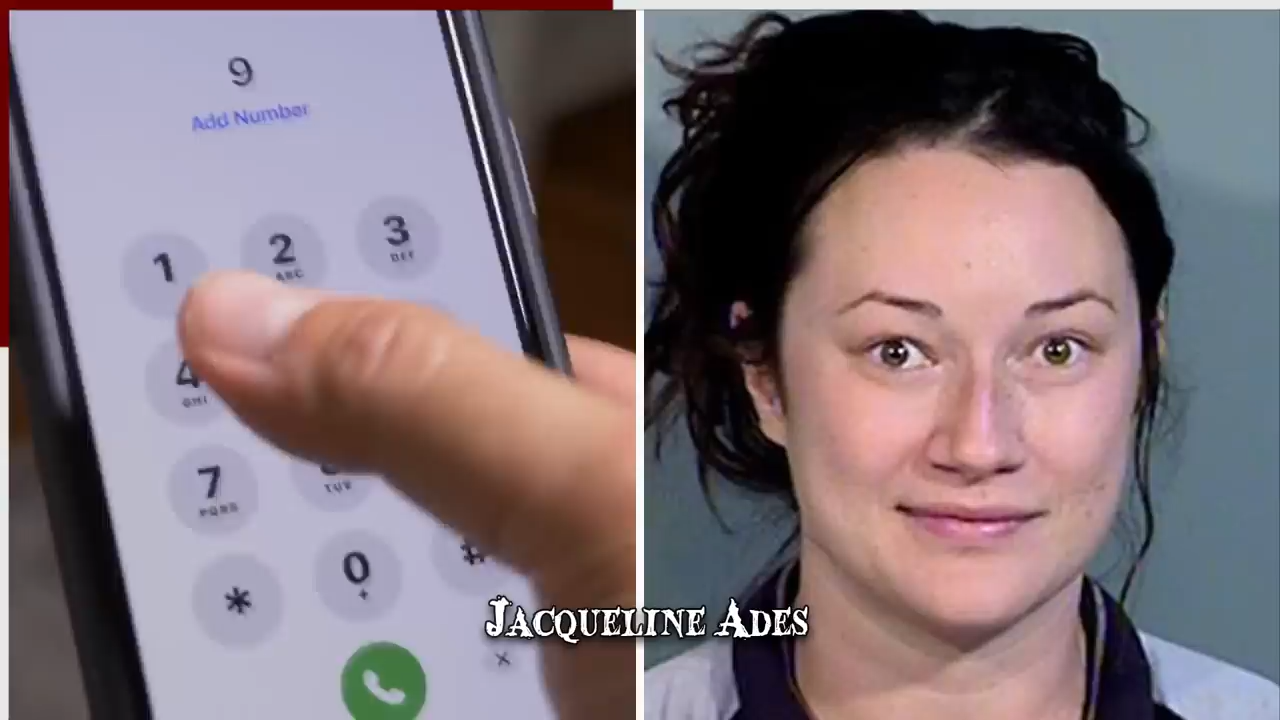 9
Add Number
1
2
ABC
3
DEF
4
GHI
7
PQRS
TUV
*
0
+
#
JACQUELINE ADES
×